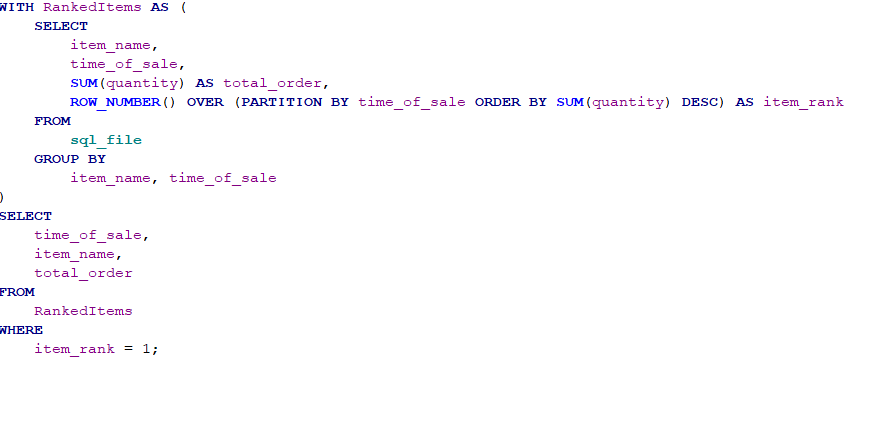 WITH RankedItems AS (
    SELECT
        item_name,
        time_of_sale,
        SUM(quantity) AS total_order,
        ROW_NUMBER() OVER (PARTITION BY time_of_sale ORDER BY SUM(quantity) DESC) AS item_rank
    FROM
        sql_file
    GROUP BY
        item_name, time_of_sale
)
SELECT
    time_of_sale,
    item_name,
    total_order
FROM
    RankedItems
WHERE
    item_rank = 1;